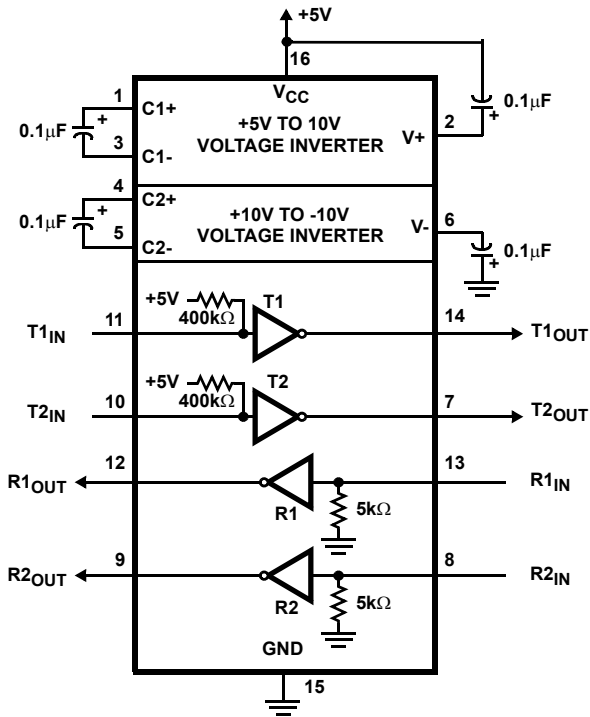 +5V
16
VCC
1
C1+
+
0.1μF
3
C1-
+5V TO 10V
VOLTAGE INVERTER
V+
2
0.1μF
+
4
C2+
+
0.1μF
5
C2-
+10V TO -10V
VOLTAGE INVERTER
V-
6
0.1μF
+
+5V
400kΩ
T1
T1IN
11
14
T1OUT
+5V
400kΩ
T2
T2IN
10
7
T2OUT
R1OUT
12
R1
5kΩ
13
R1IN
R2OUT
9
R2
5kΩ
8
R2IN
GND
15